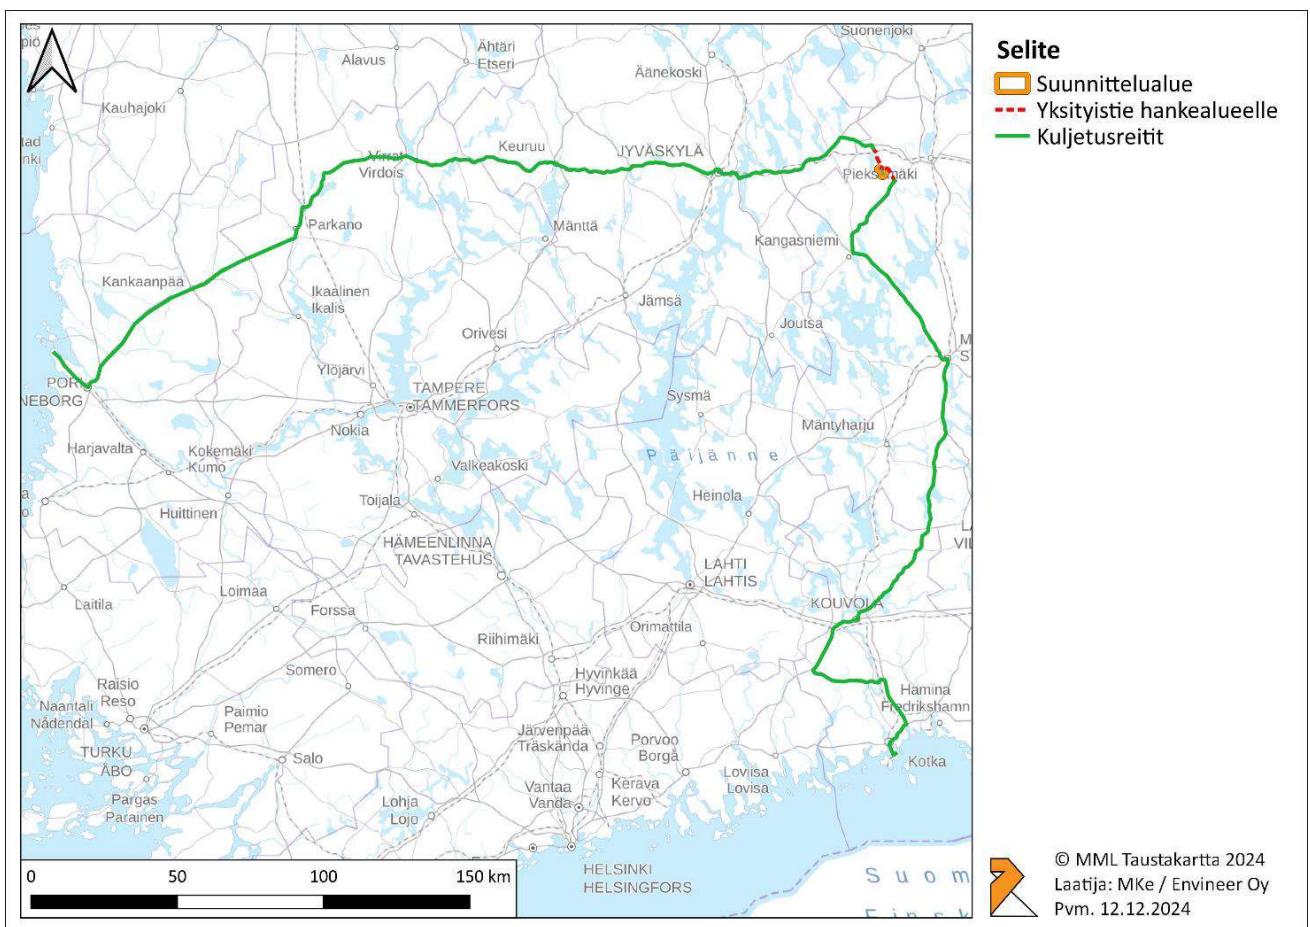 Suonenjoki
Ähtäri
Etseri
Alavus
Äänekoski
Kauhajoki
Keuruu
JYVÄSKYLÄ
Virrat
Virdois
Parkano
Mänttä
Kangasniemi
Kankaanpää
Ikaalinen
Ikalis
Jämsä
Joutsa
Orivesi
Ylöjärvi
PORI
TAMPERE
TAMMERFORS
Sysmä
Nokia
Mäntyharju
Harjavalta
Kokemäki
Kumo
Päijänne
Valkeakoski
Heinola
Toijala
Huittinen
HÄMEENLINNA
TAVASTEHUS
LAHTI
LAHTIS
Loimaa
Laitila
Forssa
KOUVOLA
Orimattila
Riihimäki
Somero
Hyvinkää
Hyvinge
Raisio
Reso
Hamina
Fredrikshamn
Naantali
Nådendal
Paimio
Pemar
Järvenpää
Träskända
Porvoo
Borgå
TURKU
ÅBO
Salo
Kotka
Loviisa
Lovisa
Vantaa
Vanda
Kerava
Kervo
Pargas
Parainen
Lohja
Lojo
HELSINKI
HELSINGFORS
0 50 100 150 km
Selite
Suunnittelualue
Yksityistie hankealueelle
Kuljetusreitit
© MML Taustakartta 2024
Laatija: MKe / Envineer Oy
Pvm. 12.12.2024